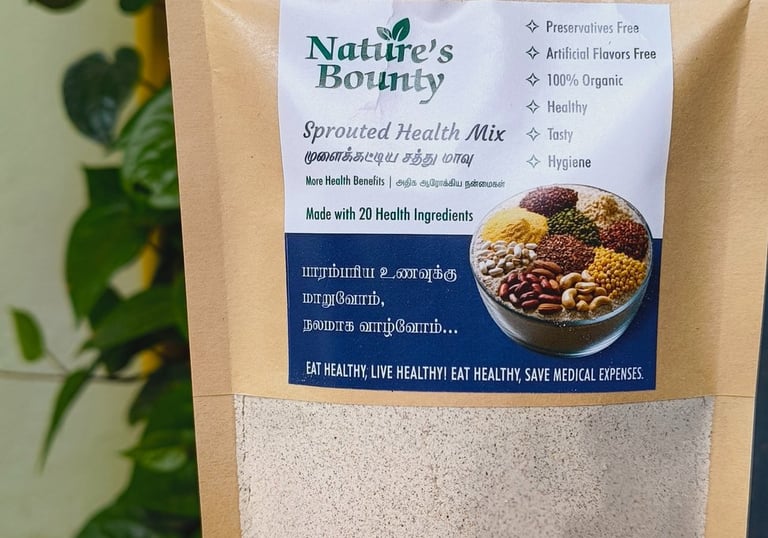 Nature's
Bounty
Sprouted Health Mix
முளைக்கட்டிய சத்து மாவு
More Health Benefits | அதிக ஆரோக்கிய நன்மைகள்
Made with 20 Health Ingredients
Preservatives Free
Artificial Flavors Free
100% Organic
Healthy
Tasty
Hygiene
பாரம்பரிய உணவுக்கு
மாறுவோம்,
நலமாக வாழ்வோம்...
EAT HEALTHY, LIVE HEALTHY! EAT HEALTHY, SAVE MEDICAL EXPENSES.